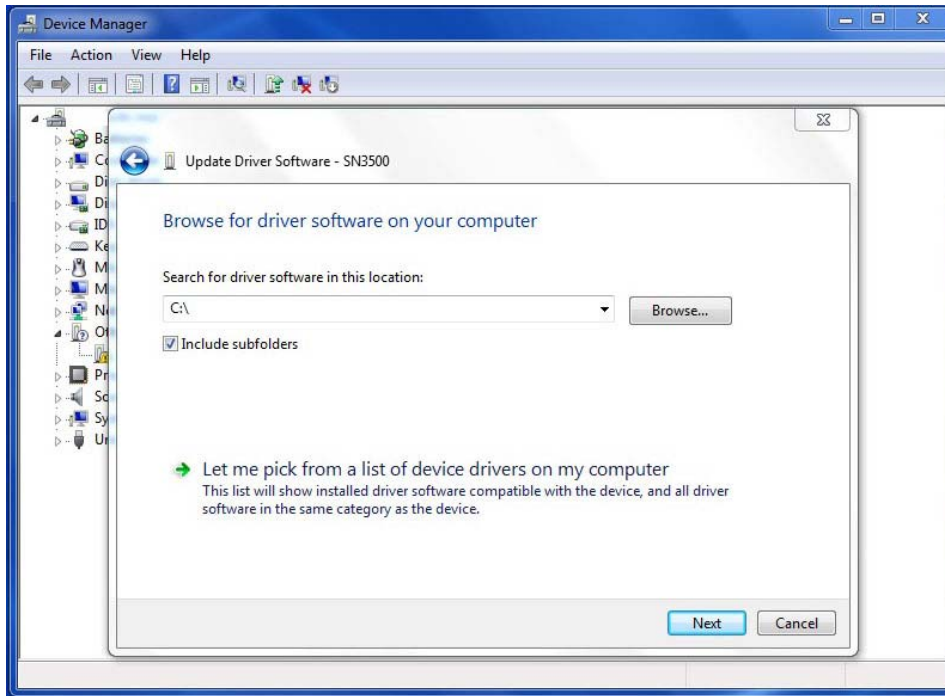 Device Manager
File Action View Help
Update Driver Software - SN3500
Browse for driver software on your computer
Search for driver software in this location:
C:\
Browse...
Include subfolders
Let me pick from a list of device drivers on my computer
This list will show installed driver software compatible with the device, and all driver
software in the same category as the device.
Next Cancel